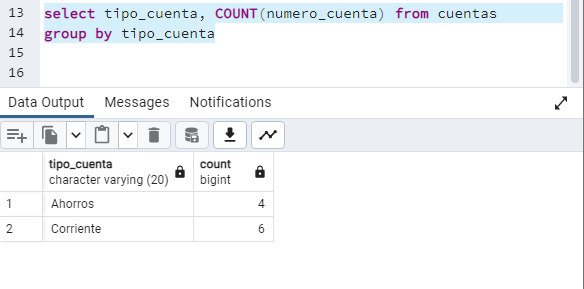 13 select tipo_cuenta, COUNT(numero_cuenta) from cuentas
14 group by tipo_cuenta
15
16
Data Output Messages Notifications
tipo_cuenta count
character varying (20) bigint
1 Ahorros 4
2 Corriente 6